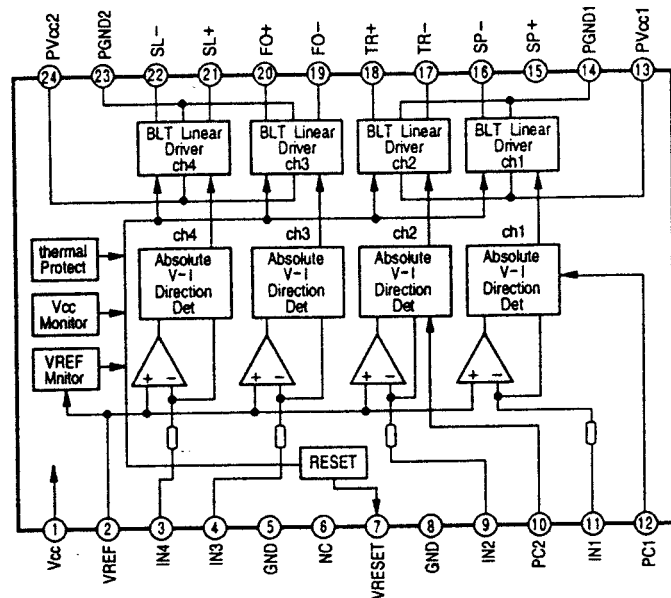 PVcc2 PGND2 SL− SL+ FO+ FO− TR+ TR− SP− SP+ PGND1 PVcc1
24 23 22 21 20 19 18 17 16 15 14 13
BLT Linear
Driver
ch4
BLT Linear
Driver
ch3
BLT Linear
Driver
ch2
BLT Linear
Driver
ch1
ch4 ch3 ch2 ch1
thermal
Protect
Vcc
Monitor
VREF
Mnitor
Absolute
V-I
Direction
Det
Absolute
V-I
Direction
Det
Absolute
V-I
Direction
Det
Absolute
V-I
Direction
Det
+ − + − + − + −
RESET
1 2 3 4 5 6 7 8 9 10 11 12
Vcc VREF IN4 IN3 GND NC VRESET GND IN2 PC2 IN1 PC1